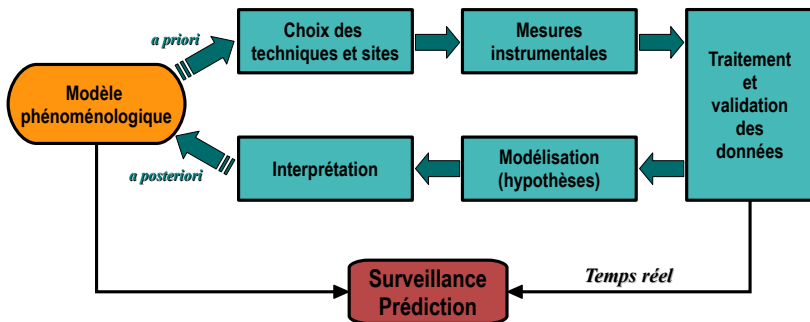 a priori
Choix des
techniques et sites
Mesures
instrumentales
Traitement
et
validation
des
données
Modèle
phénoménologique
a posteriori
Interprétation
Modélisation
(hypothèses)
Surveillance
Prédiction
Temps réel